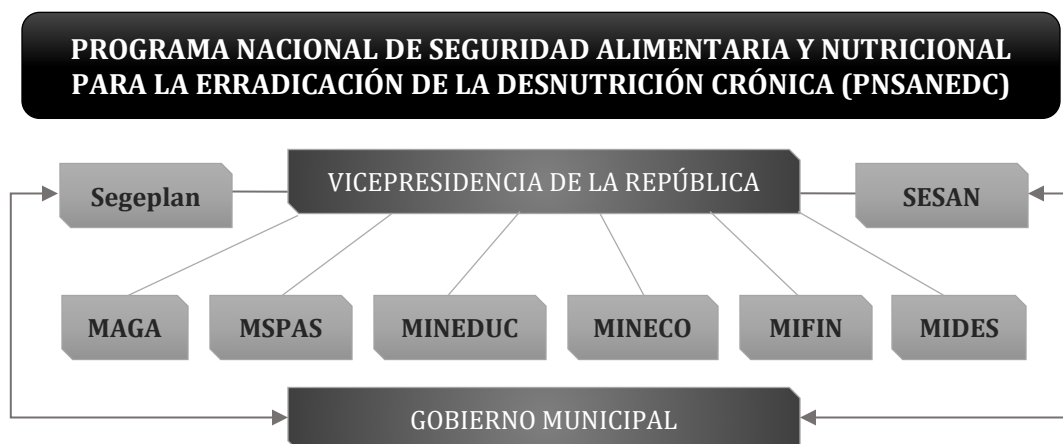 PROGRAMA NACIONAL DE SEGURIDAD ALIMENTARIA Y NUTRICIONAL
PARA LA ERRADICACIÓN DE LA DESNUTRICIÓN CRÓNICA (PNSANEDC)
Segeplan
VICEPRESIDENCIA DE LA REPÚBLICA
SESAN
MAGA
MSPAS
MINEDUC
MINECO
MIFIN
MIDES
GOBIERNO MUNICIPAL